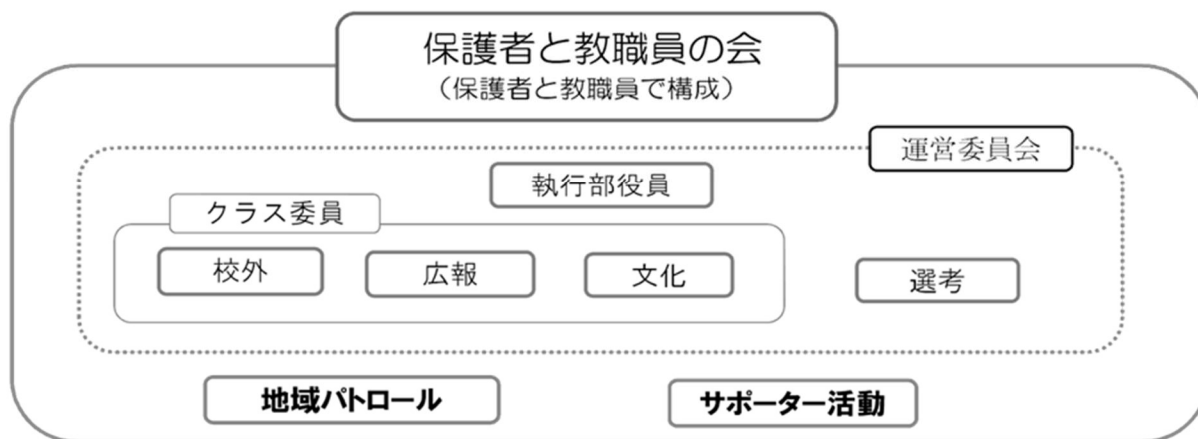 保護者と教職員の会
（保護者と教職員で構成）
運営委員会
執行部役員
クラス委員
校外
広報
文化
選考
地域パトロール
サポーター活動